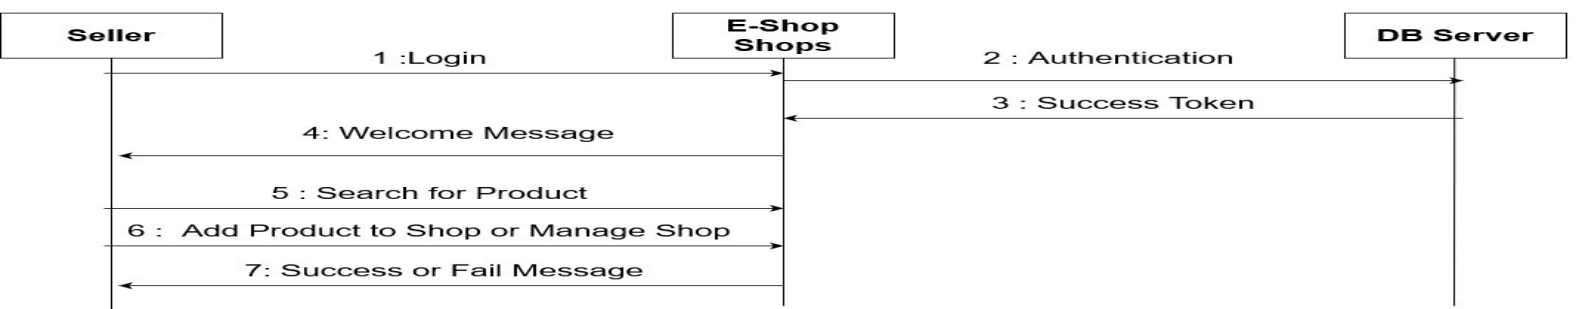 Seller
E-Shop
Shops
DB Server
1 :Login
2 : Authentication
3 : Success Token
4: Welcome Message
5 : Search for Product
6 :  Add Product to Shop or Manage Shop
7: Success or Fail Message